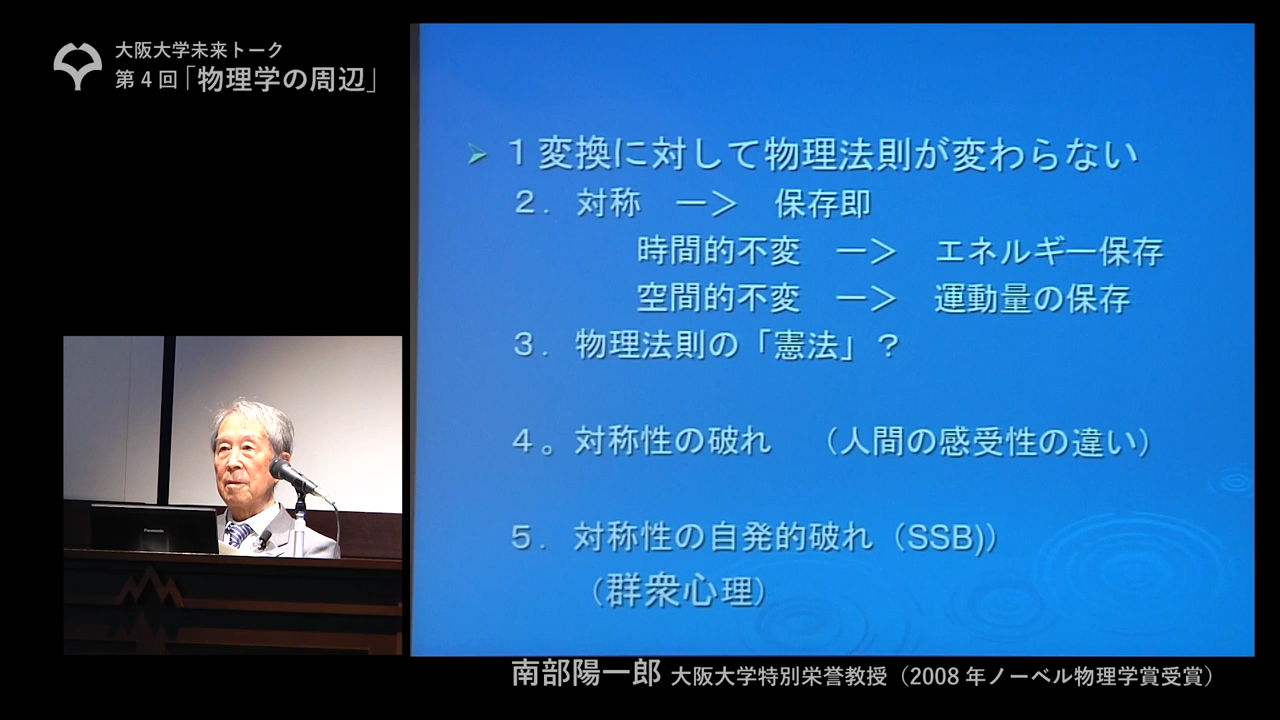 大阪大学未来トーク
第4回「物理学の周辺」
１変換に対して物理法則が変わらない
２．対称　ー＞　保存即
時間的不変　ー＞　エネルギー保存
空間的不変　ー＞　運動量の保存
３．物理法則の「憲法」？
４。対称性の破れ　（人間の感受性の違い）
５．対称性の自発的破れ（SSB)）
（群衆心理）
Panasonic
南部陽一郎 大阪大学特別栄誉教授（2008年ノーベル物理学賞受賞）